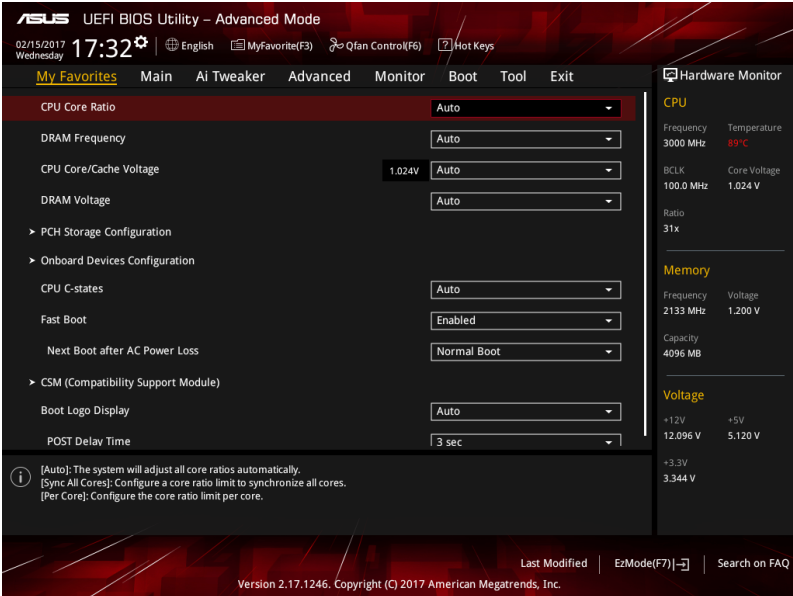 ASUS UEFI BIOS Utility – Advanced Mode
02/15/2017 Wednesday 17:32 English MyFavorite(F3) Qfan Control(F6) ? Hot Keys
My Favorites Main Ai Tweaker Advanced Monitor Boot Tool Exit
CPU Core Ratio Auto
DRAM Frequency Auto
CPU Core/Cache Voltage 1.024V Auto
DRAM Voltage Auto
> PCH Storage Configuration
> Onboard Devices Configuration
CPU C-states Auto
Fast Boot Enabled
Next Boot after AC Power Loss Normal Boot
> CSM (Compatibility Support Module)
Boot Logo Display Auto
POST Delay Time 3 sec
[Auto]: The system will adjust all core ratios automatically.
[Sync All Cores]: Configure a core ratio limit to synchronize all cores.
[Per Core]: Configure the core ratio limit per core.
Hardware Monitor
CPU
Frequency Temperature
3000 MHz 89°C
BCLK Core Voltage
100.0 MHz 1.024 V
Ratio
31x
Memory
Frequency Voltage
2133 MHz 1.200 V
Capacity
4096 MB
Voltage
+12V +5V
12.096 V 5.120 V
+3.3V
3.344 V
Last Modified EzMode(F7) Search on FAQ
Version 2.17.1246. Copyright (C) 2017 American Megatrends, Inc.